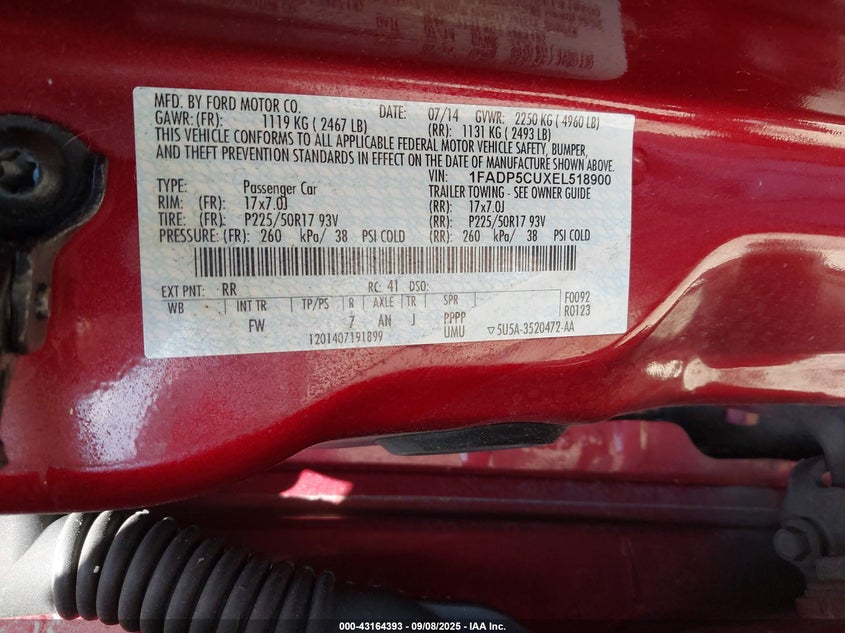 MFD. BY FORD MOTOR CO.
DATE: 07/14 GVWR: 2250 KG ( 4960 LB)
GAWR: (FR): 1119 KG ( 2467 LB) (RR): 1131 KG ( 2493 LB)
THIS VEHICLE CONFORMS TO ALL APPLICABLE FEDERAL MOTOR VEHICLE SAFETY, BUMPER,
AND THEFT PREVENTION STANDARDS IN EFFECT ON THE DATE OF MANUFACTURE SHOWN ABOVE.
VIN: 1FADP5CUXEL518900
TYPE: Passenger Car TRAILER TOWING - SEE OWNER GUIDE
RIM: (FR): 17x7.0J (RR): 17x7.0J
TIRE: (FR): P225/50R17 93V (RR): P225/50R17 93V
PRESSURE: (FR): 260 kPa/ 38 PSI COLD (RR): 260 kPa/ 38 PSI COLD
EXT PNT: RR RC: 41 DSO:
WB INT TR TP/PS R AXLE TR SPR F0092
FW 7 AN J PPPP R0123
1201407191899 UMU ▽5U5A-3520472-AA
000-43164393 - 09/08/2025 - IAA Inc.